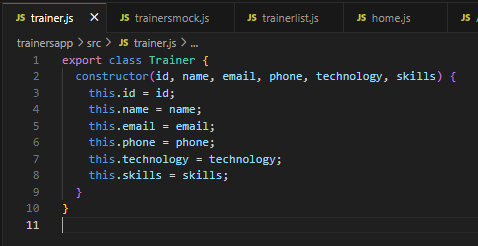 JS trainer.js × JS trainersmock.js JS trainerlist.js JS home.js
trainersapp > src > JS trainer.js > ...
1 export class Trainer {
2 constructor(id, name, email, phone, technology, skills) {
3 this.id = id;
4 this.name = name;
5 this.email = email;
6 this.phone = phone;
7 this.technology = technology;
8 this.skills = skills;
9 }
10 }
11